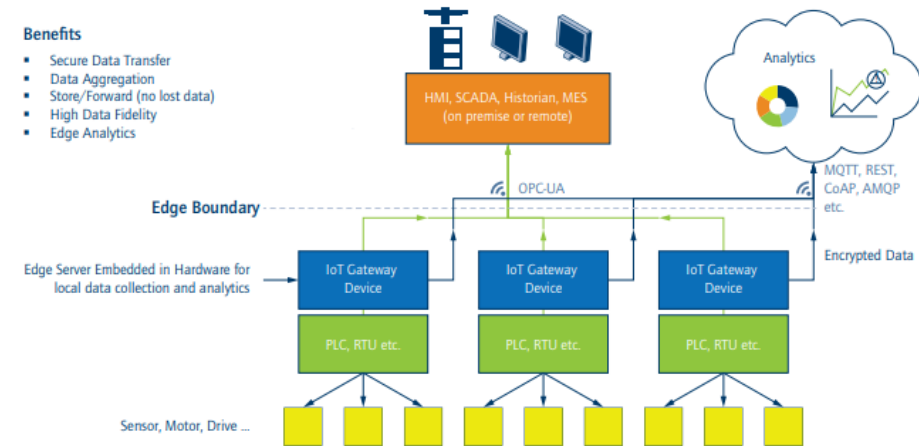 Benefits
▪ Secure Data Transfer
▪ Data Aggregation
▪ Store/Forward (no lost data)
▪ High Data Fidelity
▪ Edge Analytics
HMI, SCADA, Historian, MES
(on premise or remote)
Analytics
OPC-UA
MQTT, REST,
CoAP, AMQP
etc.
Edge Boundary
Encrypted Data
Edge Server Embedded in Hardware for
local data collection and analytics
IoT Gateway
Device
IoT Gateway
Device
IoT Gateway
Device
PLC, RTU etc.
PLC, RTU etc.
PLC, RTU etc.
Sensor, Motor, Drive ...